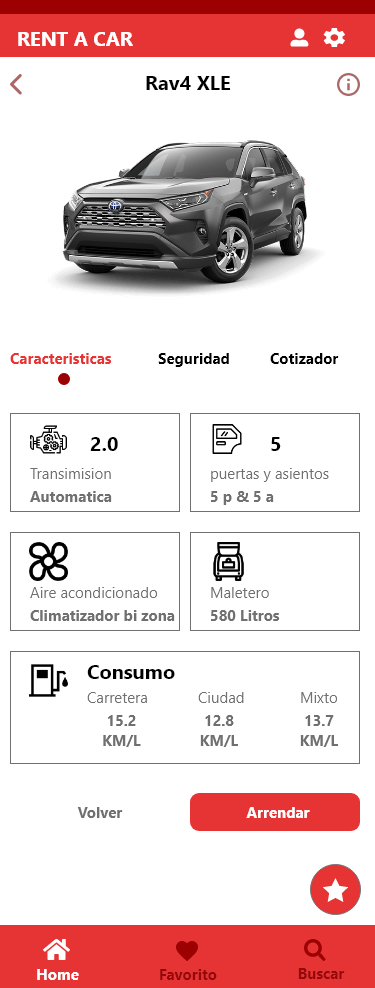 RENT A CAR
Rav4 XLE
Caracteristicas
Seguridad
Cotizador
2.0
Transimision
Automatica
5
puertas y asientos
5 p & 5 a
Aire acondicionado
Climatizador bi zona
Maletero
580 Litros
Consumo
Carretera
Ciudad
Mixto
15.2
12.8
13.7
KM/L
KM/L
KM/L
Volver
Arrendar
Home
Favorito
Buscar